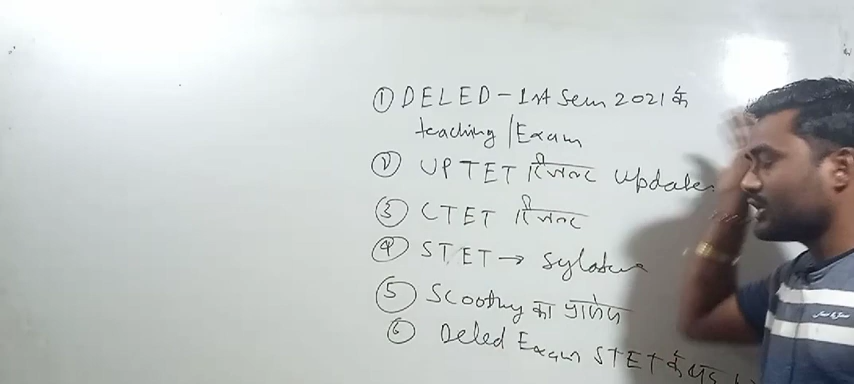 ① DELED - 1st Sem 2021 के
teaching / Exam
② UPTET रिजल्ट update
③ CTET रिजल्ट
④ STET → Sylabus
⑤ Scooty का
⑥ Deled Exam STET के